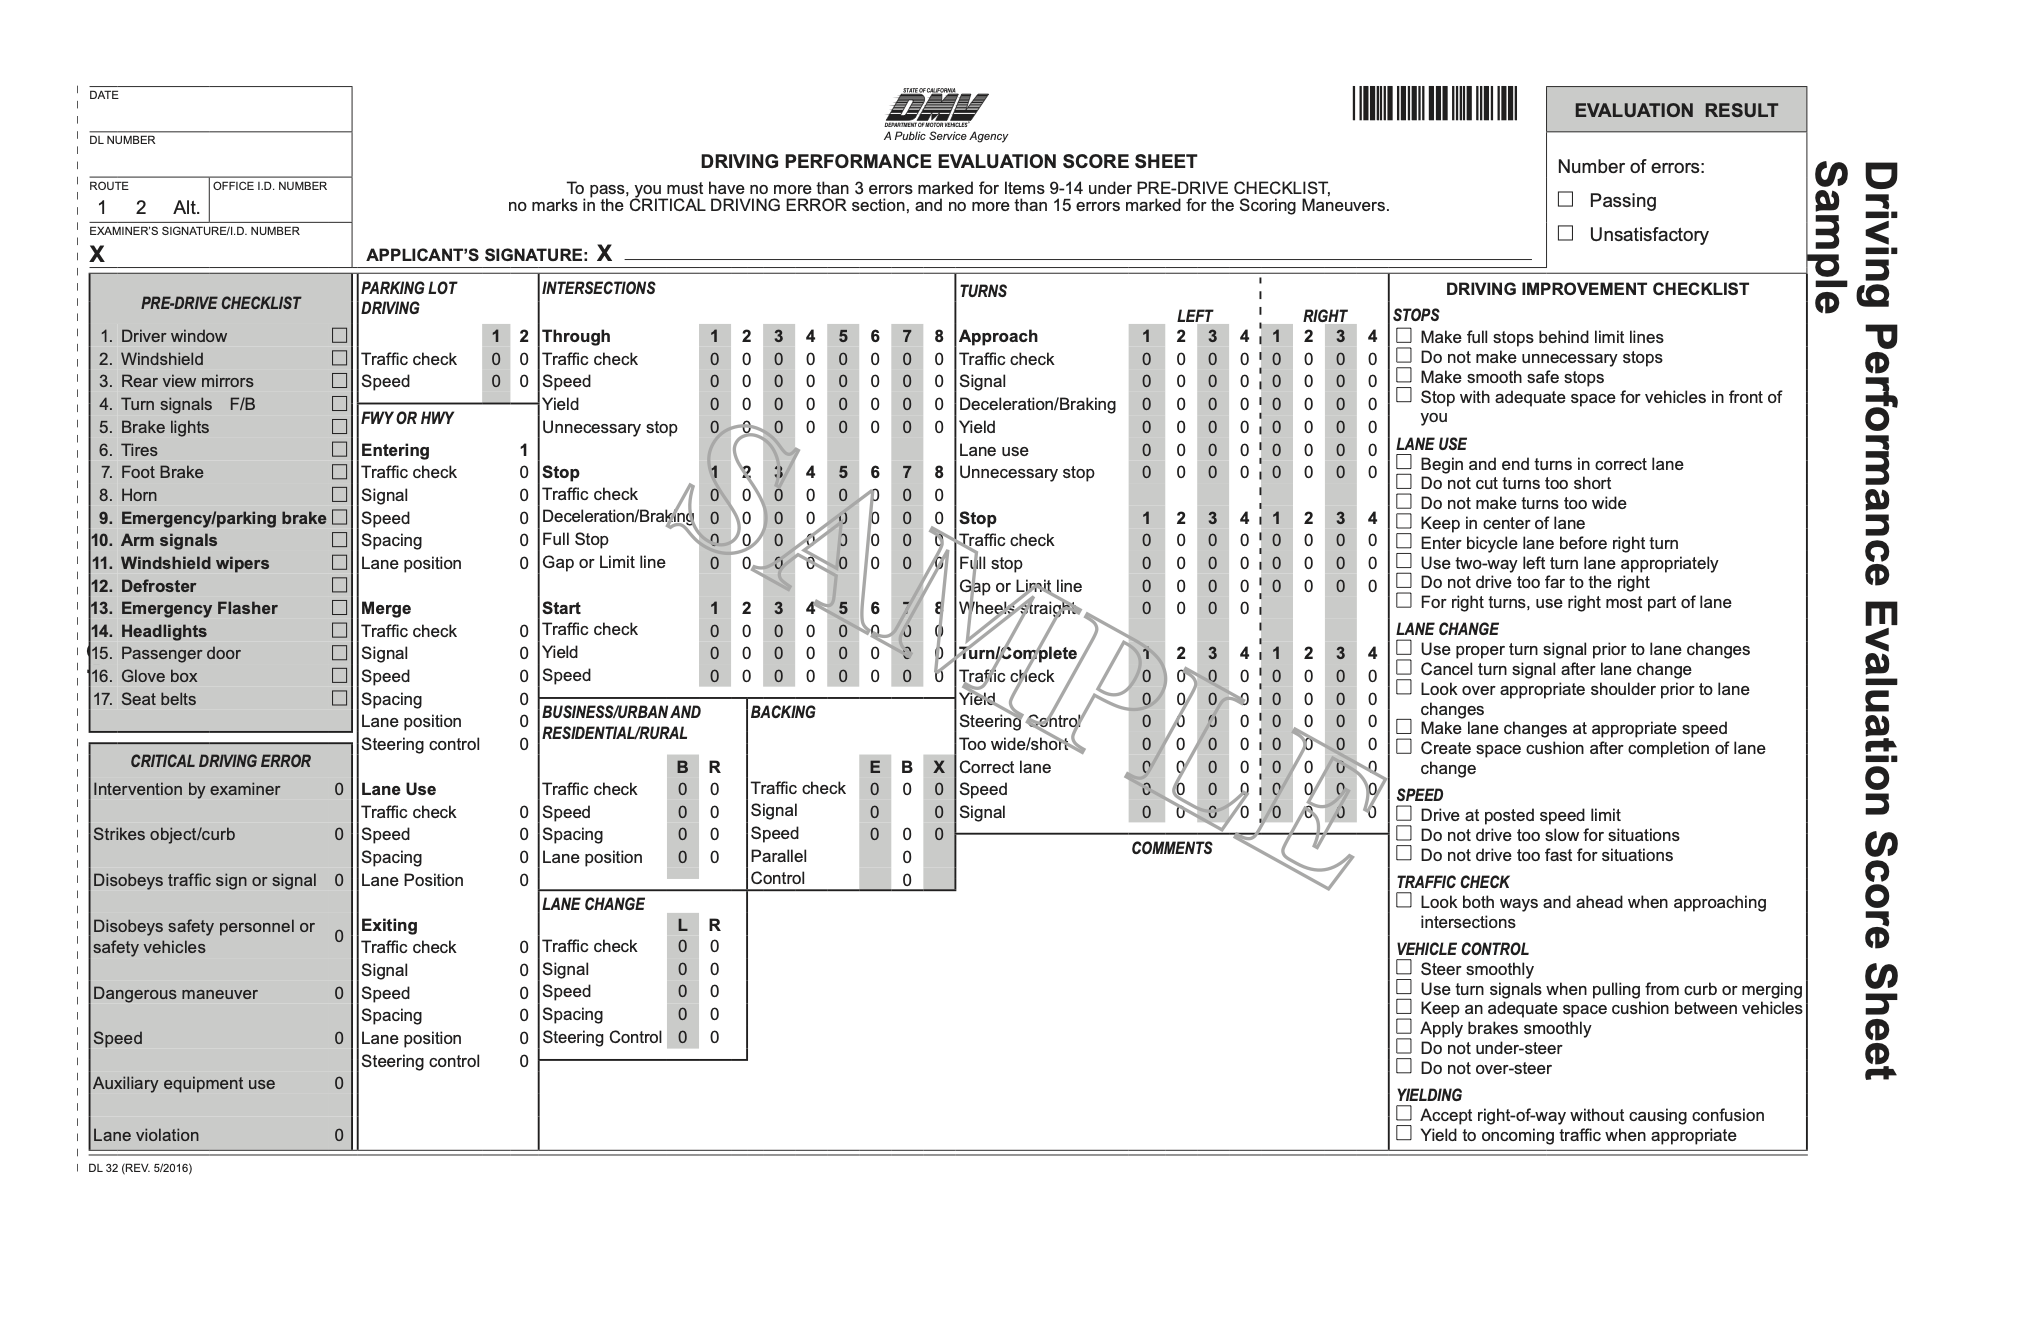 DATE
DL NUMBER
ROUTE
1 2 Alt.
OFFICE I.D. NUMBER
EXAMINER'S SIGNATURE/I.D. NUMBER
X
STATE OF CALIFORNIA
DMV
DEPARTMENT OF MOTOR VEHICLES
A Public Service Agency
DRIVING PERFORMANCE EVALUATION SCORE SHEET
To pass, you must have no more than 3 errors marked for Items 9-14 under PRE-DRIVE CHECKLIST,
no marks in the CRITICAL DRIVING ERROR section, and no more than 15 errors marked for the Scoring Maneuvers.
APPLICANT'S SIGNATURE: X
EVALUATION RESULT
Number of errors:
Passing
Unsatisfactory
Driving Performance Evaluation Score Sheet
Sample
PRE-DRIVE CHECKLIST
1. Driver window
2. Windshield
3. Rear view mirrors
4. Turn signals F/B
5. Brake lights
6. Tires
7. Foot Brake
8. Horn
9. Emergency/parking brake
10. Arm signals
11. Windshield wipers
12. Defroster
13. Emergency Flasher
14. Headlights
15. Passenger door
16. Glove box
17. Seat belts
CRITICAL DRIVING ERROR
Intervention by examiner 0
Strikes object/curb 0
Disobeys traffic sign or signal 0
Disobeys safety personnel or
safety vehicles 0
Dangerous maneuver 0
Speed 0
Auxiliary equipment use 0
Lane violation 0
PARKING LOT
DRIVING
1 2
Traffic check 0 0
Speed 0 0
FWY OR HWY
Entering 1
Traffic check 0
Signal 0
Speed 0
Spacing 0
Lane position 0
Merge
Traffic check 0
Signal 0
Speed 0
Spacing 0
Lane position 0
Steering control 0
Lane Use
Traffic check 0
Speed 0
Spacing 0
Lane Position 0
Exiting
Traffic check 0
Signal 0
Speed 0
Spacing 0
Lane position 0
Steering control 0
INTERSECTIONS
Through 1 2 3 4 5 6 7 8
Traffic check 0 0 0 0 0 0 0 0
Speed 0 0 0 0 0 0 0 0
Yield 0 0 0 0 0 0 0 0
Unnecessary stop 0 0 0 0 0 0 0 0
Stop 1 2 3 4 5 6 7 8
Traffic check 0 0 0 0 0 0 0 0
Deceleration/Braking 0 0 0 0 0 0 0 0
Full Stop 0 0 0 0 0 0 0 0
Gap or Limit line 0 0 0 0 0 0 0 0
Start 1 2 3 4 5 6 7 8
Traffic check 0 0 0 0 0 0 0 0
Yield 0 0 0 0 0 0 0 0
Speed 0 0 0 0 0 0 0 0
BUSINESS/URBAN AND
RESIDENTIAL/RURAL
B R
Traffic check 0 0
Speed 0 0
Spacing 0 0
Lane position 0 0
BACKING
E B X
Traffic check 0 0 0
Signal 0 0
Speed 0 0 0
Parallel 0
Control 0
LANE CHANGE
L R
Traffic check 0 0
Signal 0 0
Speed 0 0
Spacing 0 0
Steering Control 0 0
TURNS
LEFT RIGHT
Approach 1 2 3 4 1 2 3 4
Traffic check 0 0 0 0 0 0 0 0
Signal 0 0 0 0 0 0 0 0
Deceleration/Braking 0 0 0 0 0 0 0 0
Yield 0 0 0 0 0 0 0 0
Lane use 0 0 0 0 0 0 0 0
Unnecessary stop 0 0 0 0 0 0 0 0
Stop 1 2 3 4 1 2 3 4
Traffic check 0 0 0 0 0 0 0 0
Full stop 0 0 0 0 0 0 0 0
Gap or Limit line 0 0 0 0 0 0 0 0
Wheels straight 0 0 0 0
Turn/Complete 1 2 3 4 1 2 3 4
Traffic check 0 0 0 0 0 0 0 0
Yield 0 0 0 0 0 0 0 0
Steering Control 0 0 0 0 0 0 0 0
Too wide/short 0 0 0 0 0 0 0 0
Correct lane 0 0 0 0 0 0 0 0
Speed 0 0 0 0 0 0 0 0
Signal 0 0 0 0 0 0 0 0
COMMENTS
SAMPLE
DRIVING IMPROVEMENT CHECKLIST
STOPS
Make full stops behind limit lines
Do not make unnecessary stops
Make smooth safe stops
Stop with adequate space for vehicles in front of
you
LANE USE
Begin and end turns in correct lane
Do not cut turns too short
Do not make turns too wide
Keep in center of lane
Enter bicycle lane before right turn
Use two-way left turn lane appropriately
Do not drive too far to the right
For right turns, use right most part of lane
LANE CHANGE
Use proper turn signal prior to lane changes
Cancel turn signal after lane change
Look over appropriate shoulder prior to lane
changes
Make lane changes at appropriate speed
Create space cushion after completion of lane
change
SPEED
Drive at posted speed limit
Do not drive too slow for situations
Do not drive too fast for situations
TRAFFIC CHECK
Look both ways and ahead when approaching
intersections
VEHICLE CONTROL
Steer smoothly
Use turn signals when pulling from curb or merging
Keep an adequate space cushion between vehicles
Apply brakes smoothly
Do not under-steer
Do not over-steer
YIELDING
Accept right-of-way without causing confusion
Yield to oncoming traffic when appropriate
DL 32 (REV. 5/2016)